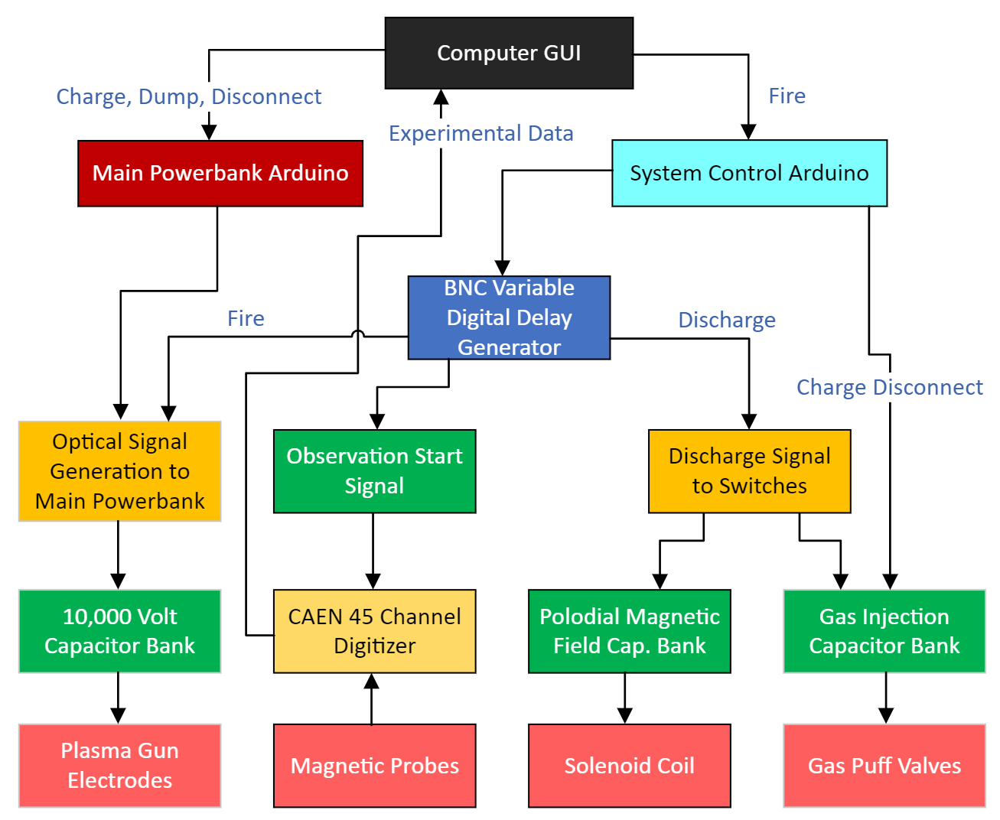 Computer GUI
Charge, Dump, Disconnect
Fire
Experimental Data
Main Powerbank Arduino
System Control Arduino
BNC Variable
Digital Delay
Generator
Fire
Discharge
Charge Disconnect
Optical Signal
Generation to
Main Powerbank
Observation Start
Signal
Discharge Signal
to Switches
10,000 Volt
Capacitor Bank
CAEN 45 Channel
Digitizer
Polodial Magnetic
Field Cap. Bank
Gas Injection
Capacitor Bank
Plasma Gun
Electrodes
Magnetic Probes
Solenoid Coil
Gas Puff Valves